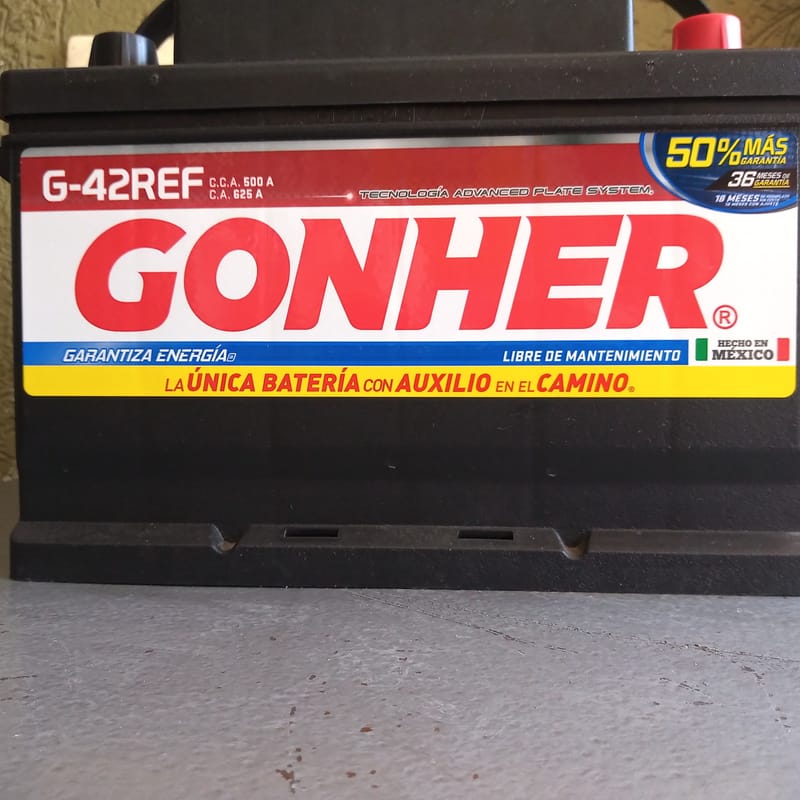 G-42REF
C.C.A. 500 A
C.A. 625 A
TECNOLOGÍA ADVANCED PLATE SYSTEM®
50% MÁS
GARANTÍA
36 MESES DE
GARANTÍA
18 MESES
GONHER®
GARANTIZA ENERGÍA®
LIBRE DE MANTENIMIENTO
HECHO EN
MÉXICO
LA ÚNICA BATERÍA CON AUXILIO EN EL CAMINO®